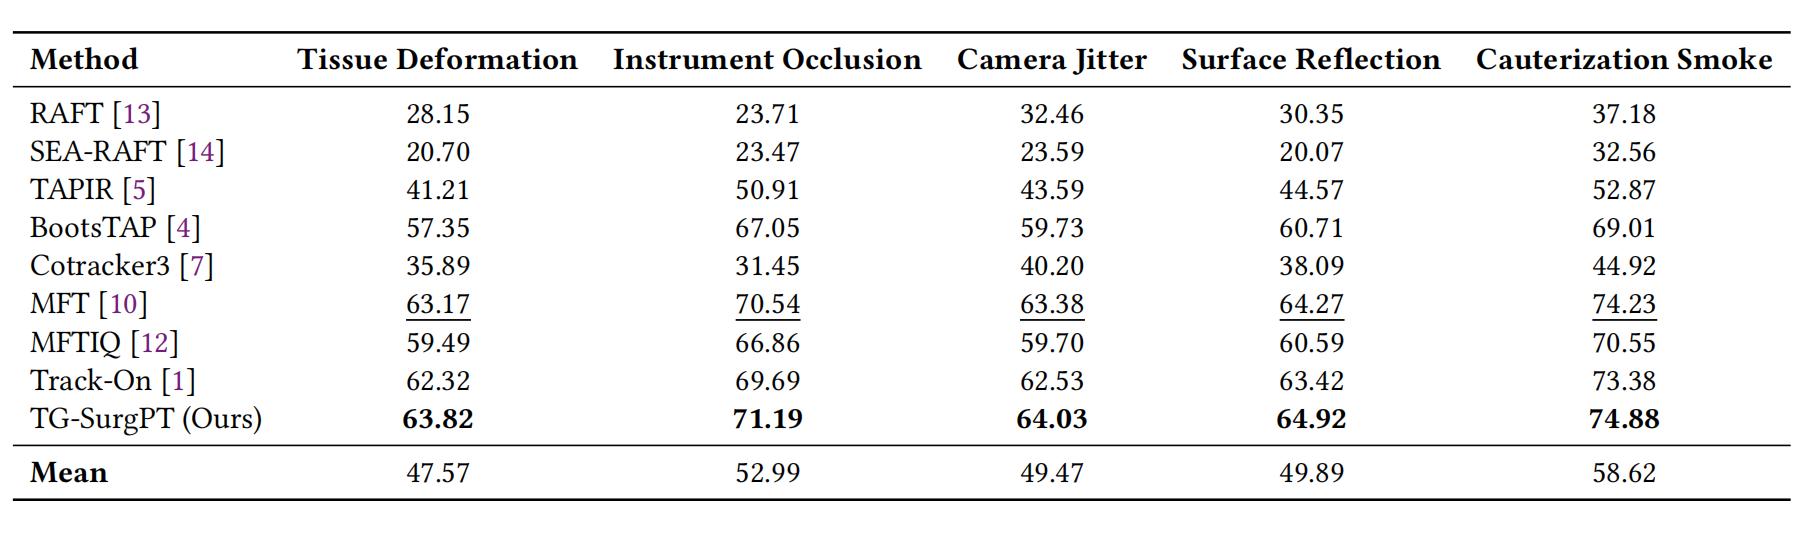 Method Tissue Deformation Instrument Occlusion Camera Jitter Surface Reflection Cauterization Smoke
RAFT [13] 28.15 23.71 32.46 30.35 37.18
SEA-RAFT [14] 20.70 23.47 23.59 20.07 32.56
TAPIR [5] 41.21 50.91 43.59 44.57 52.87
BootsTAP [4] 57.35 67.05 59.73 60.71 69.01
Cotracker3 [7] 35.89 31.45 40.20 38.09 44.92
MFT [10] 63.17 70.54 63.38 64.27 74.23
MFTIQ [12] 59.49 66.86 59.70 60.59 70.55
Track-On [1] 62.32 69.69 62.53 63.42 73.38
TG-SurgPT (Ours) 63.82 71.19 64.03 64.92 74.88
Mean 47.57 52.99 49.47 49.89 58.62